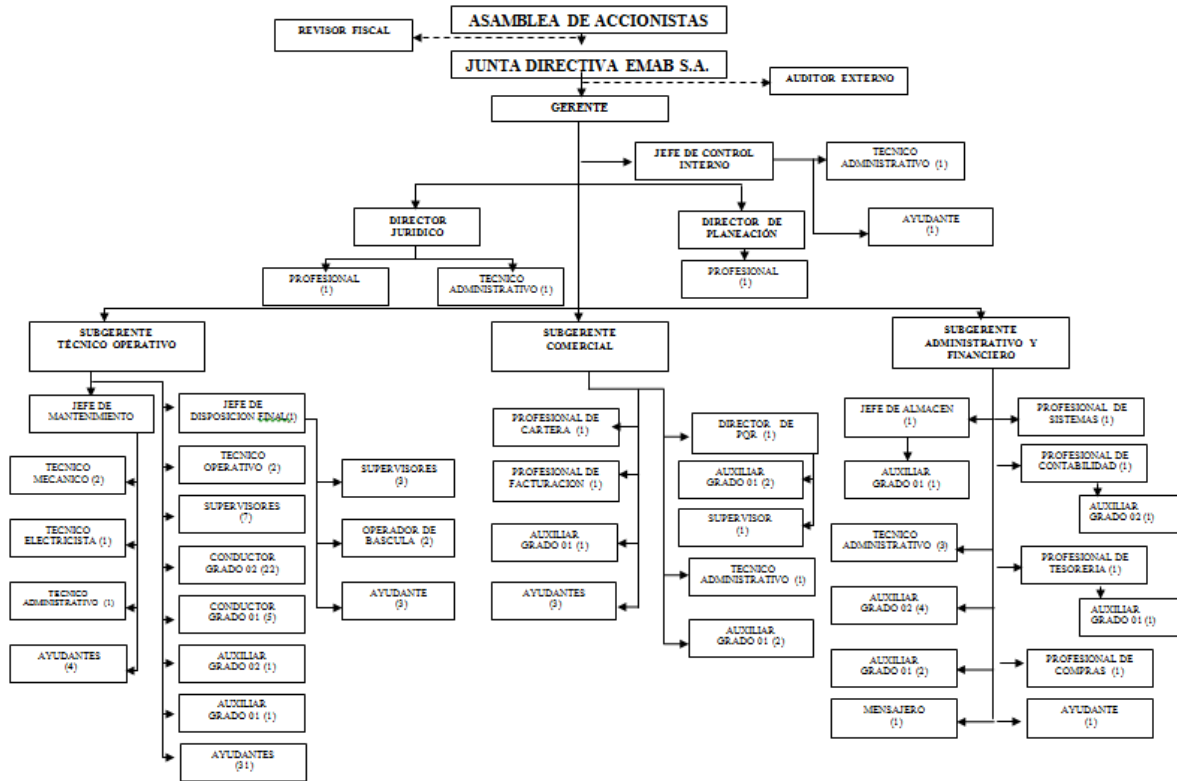 ASAMBLEA DE ACCIONISTAS
REVISOR FISCAL
JUNTA DIRECTIVA EMAB S.A.
AUDITOR EXTERNO
GERENTE
JEFE DE CONTROL
INTERNO
TECNICO
ADMINISTRATIVO (1)
AYUDANTE
(1)
DIRECTOR
JURIDICO
DIRECTOR DE
PLANEACIÓN
PROFESIONAL
(1)
TECNICO
ADMINISTRATIVO (1)
PROFESIONAL
(1)
SUBGERENTE
TÉCNICO OPERATIVO
SUBGERENTE
COMERCIAL
SUBGERENTE
ADMINISTRATIVO Y
FINANCIERO
JEFE DE
MANTENIMIENTO
TECNICO
MECANICO (2)
TECNICO
ELECTRICISTA (1)
TECNICO
ADMINISTRATIVO (1)
AYUDANTES
(4)
JEFE DE
DISPOSICION FINAL(1)
TECNICO
OPERATIVO (2)
SUPERVISORES
(7)
CONDUCTOR
GRADO 02 (22)
CONDUCTOR
GRADO 01 (5)
AUXILIAR
GRADO 02 (1)
AUXILIAR
GRADO 01 (1)
AYUDANTES
(31)
SUPERVISORES
(3)
OPERADOR DE
BASCULA (2)
AYUDANTE
(3)
PROFESIONAL DE
CARTERA (1)
PROFESIONAL DE
FACTURACION (1)
AUXILIAR
GRADO 01 (1)
AYUDANTES
(3)
DIRECTOR DE
PQR (1)
AUXILIAR
GRADO 01 (2)
SUPERVISOR
(1)
TECNICO
ADMINISTRATIVO (1)
AUXILIAR
GRADO 01 (2)
JEFE DE ALMACEN
(1)
AUXILIAR
GRADO 01 (1)
TECNICO
ADMINISTRATIVO (3)
AUXILIAR
GRADO 02 (4)
AUXILIAR
GRADO 01 (2)
MENSAJERO
(1)
PROFESIONAL DE
SISTEMAS (1)
PROFESIONAL DE
CONTABILIDAD (1)
AUXILIAR
GRADO 02 (1)
PROFESIONAL DE
TESORERIA (1)
AUXILIAR
GRADO 01 (1)
PROFESIONAL DE
COMPRAS (1)
AYUDANTE
(1)